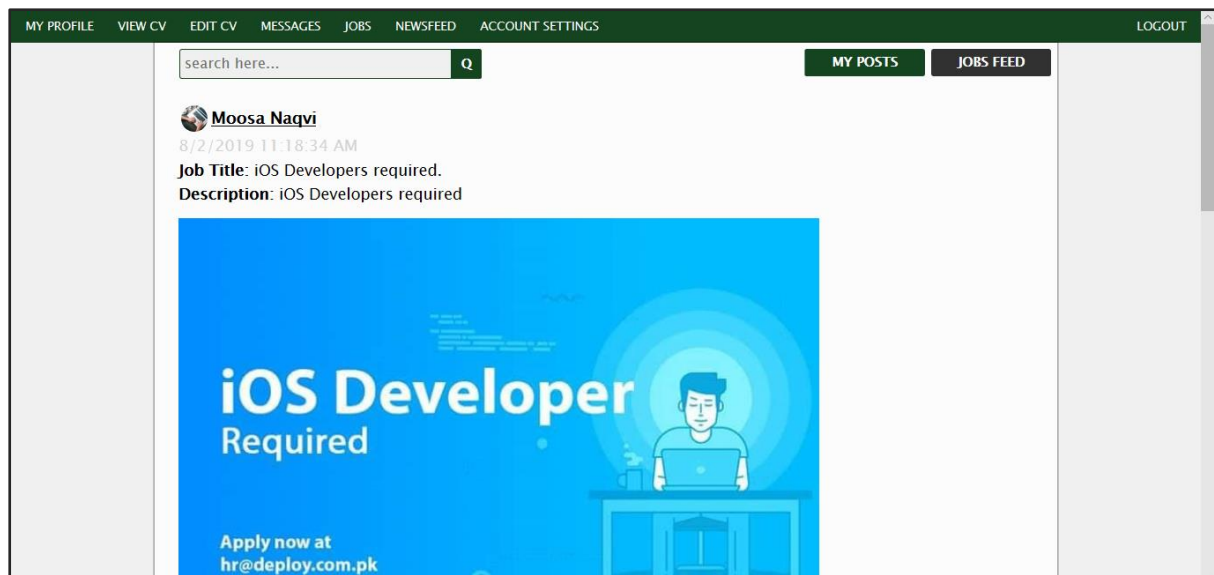 MY PROFILE VIEW CV EDIT CV MESSAGES JOBS NEWSFEED ACCOUNT SETTINGS LOGOUT
search here... Q MY POSTS JOBS FEED
Moosa Naqvi
8/2/2019 11:18:34 AM
Job Title: iOS Developers required.
Description: iOS Developers required
iOS Developer
Required
Apply now at
hr@deploy.com.pk